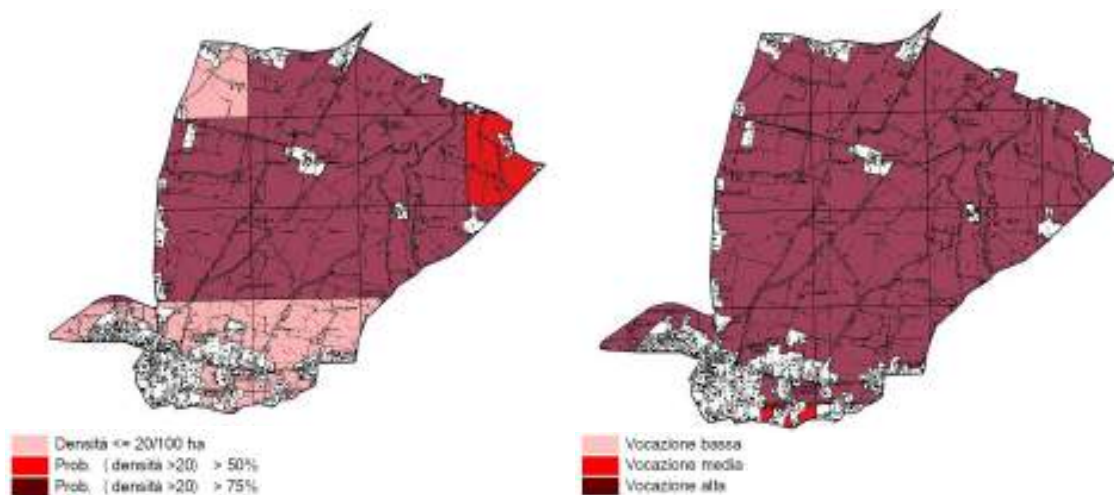 Densità <= 20/100 ha
Prob. ( densità >20) > 50%
Prob. ( densità >20) > 75%
Vocazione bassa
Vocazione media
Vocazione alta